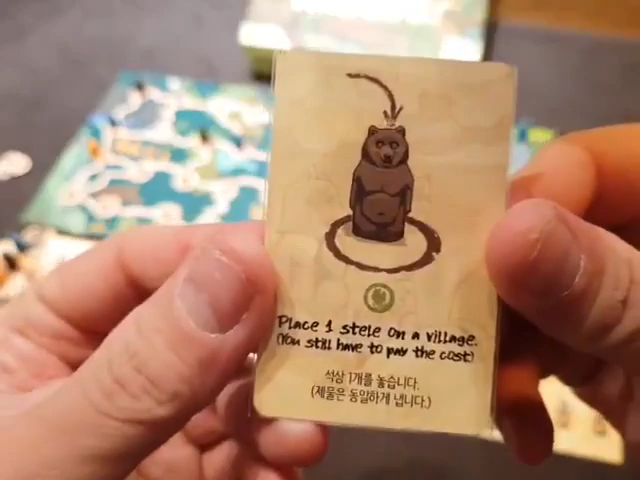 Place 1 stele on a village.
(You still have to pay the cost)
석상 1개를 놓습니다.
(제물은 동일하게 냅니다.)